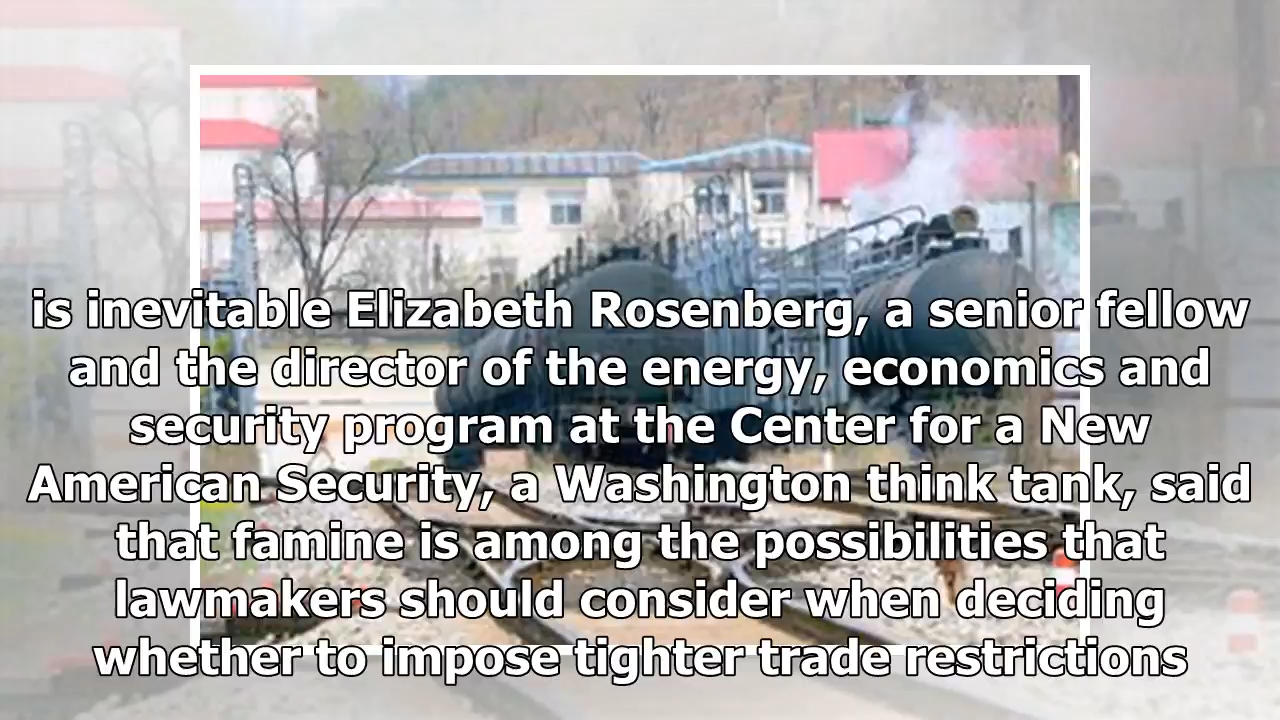 is inevitable Elizabeth Rosenberg, a senior fellow
and the director of the energy, economics and
security program at the Center for a New
American Security, a Washington think tank, said
that famine is among the possibilities that
lawmakers should consider when deciding
whether to impose tighter trade restrictions